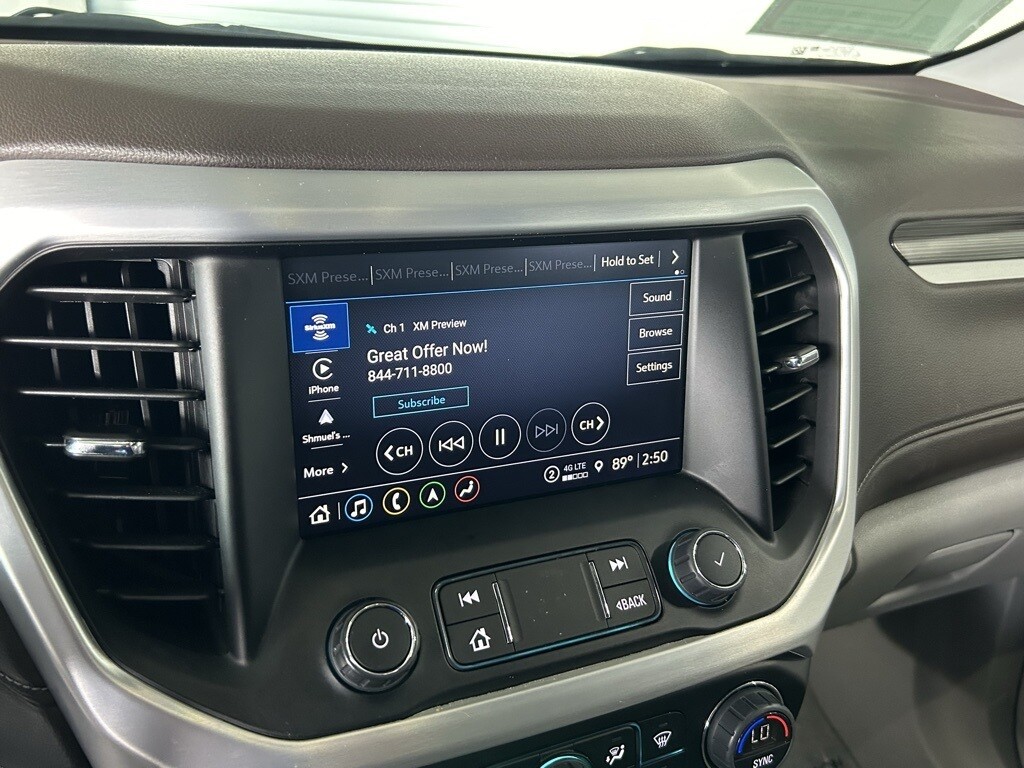 SXM Prese... SXM Prese... SXM Prese... SXM Prese... Hold to Set
SiriusXM
Ch 1 XM Preview
Sound
Great Offer Now!
Browse
iPhone
844-711-8800
Settings
Subscribe
Shmuel's ...
CH
CH
More
2 4G LTE 89° 2:50
BACK
LO
SYNC